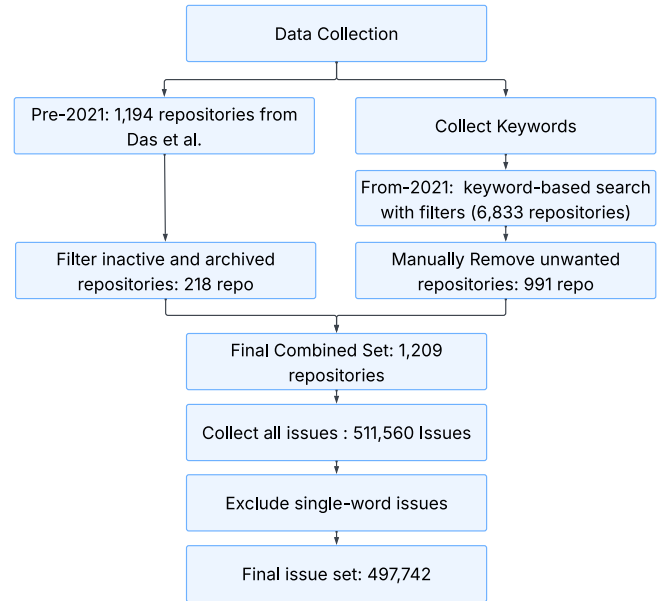 Data Collection
Pre-2021: 1,194 repositories from
Das et al.
Collect Keywords
From-2021:  keyword-based search
with filters (6,833 repositories)
Filter inactive and archived
repositories: 218 repo
Manually Remove unwanted
repositories: 991 repo
Final Combined Set: 1,209
repositories
Collect all issues : 511,560 Issues
Exclude single-word issues
Final issue set: 497,742